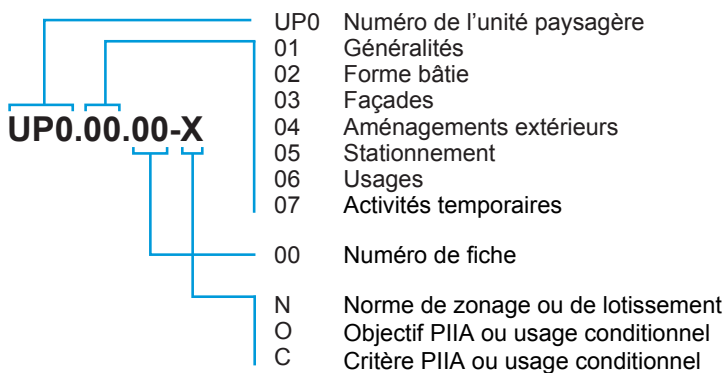 UP0 Numéro de l'unité paysagère
01 Généralités
02 Forme bâtie
03 Façades
UP0.00.00-X
04 Aménagements extérieurs
05 Stationnement
06 Usages
07 Activités temporaires
00 Numéro de fiche
N Norme de zonage ou de lotissement
O Objectif PIIA ou usage conditionnel
C Critère PIIA ou usage conditionnel